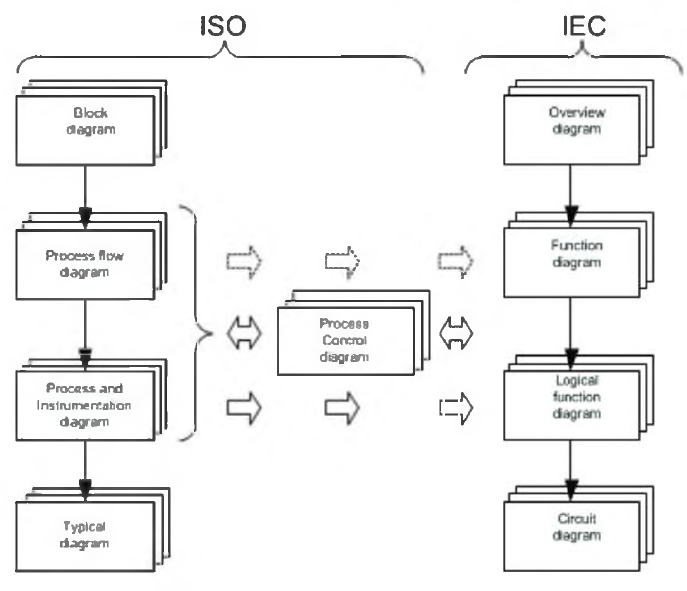 ISO
IEC
Block
diagram
Overview
diagram
Process flow
diagram
Function
diagram
Process
Control
diagram
Process and
Instrumentation
diagram
Logical
function
diagram
Typical
diagram
Circuit
diagram